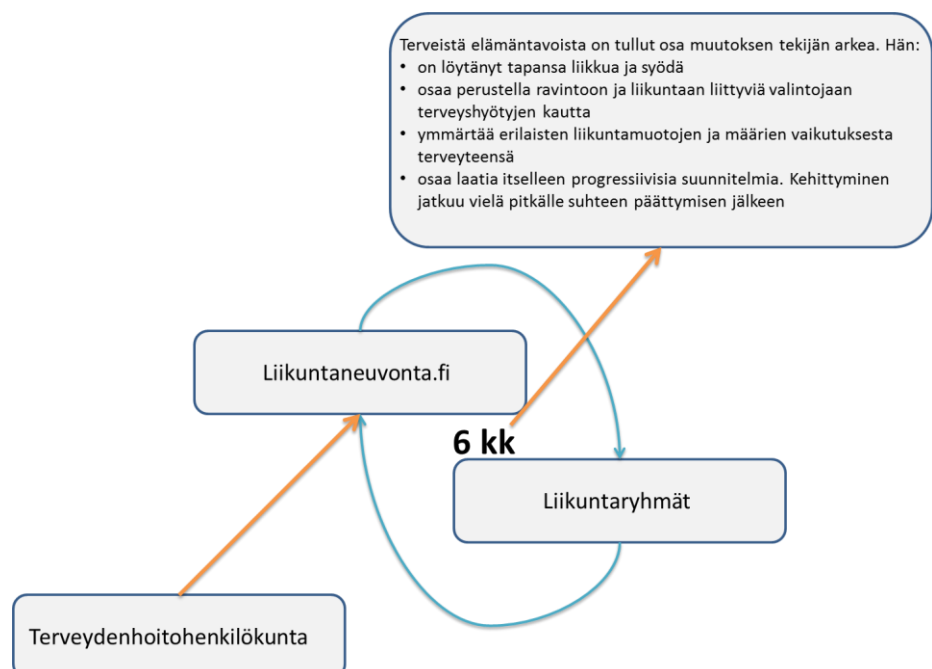 Terveistä elämäntavoista on tullut osa muutoksen tekijän arkea. Hän:
• on löytänyt tapansa liikkua ja syödä
• osaa perustella ravintoon ja liikuntaan liittyviä valintojaan
terveyshyötyjen kautta
• ymmärtää erilaisten liikuntamuotojen ja määrien vaikutuksesta
terveyteensä
• osaa laatia itselleen progressiivisia suunnitelmia. Kehittyminen
jatkuu vielä pitkälle suhteen päättymisen jälkeen
Liikuntaneuvonta.fi
6 kk
Liikuntaryhmät
Terveydenhoitohenkilökunta